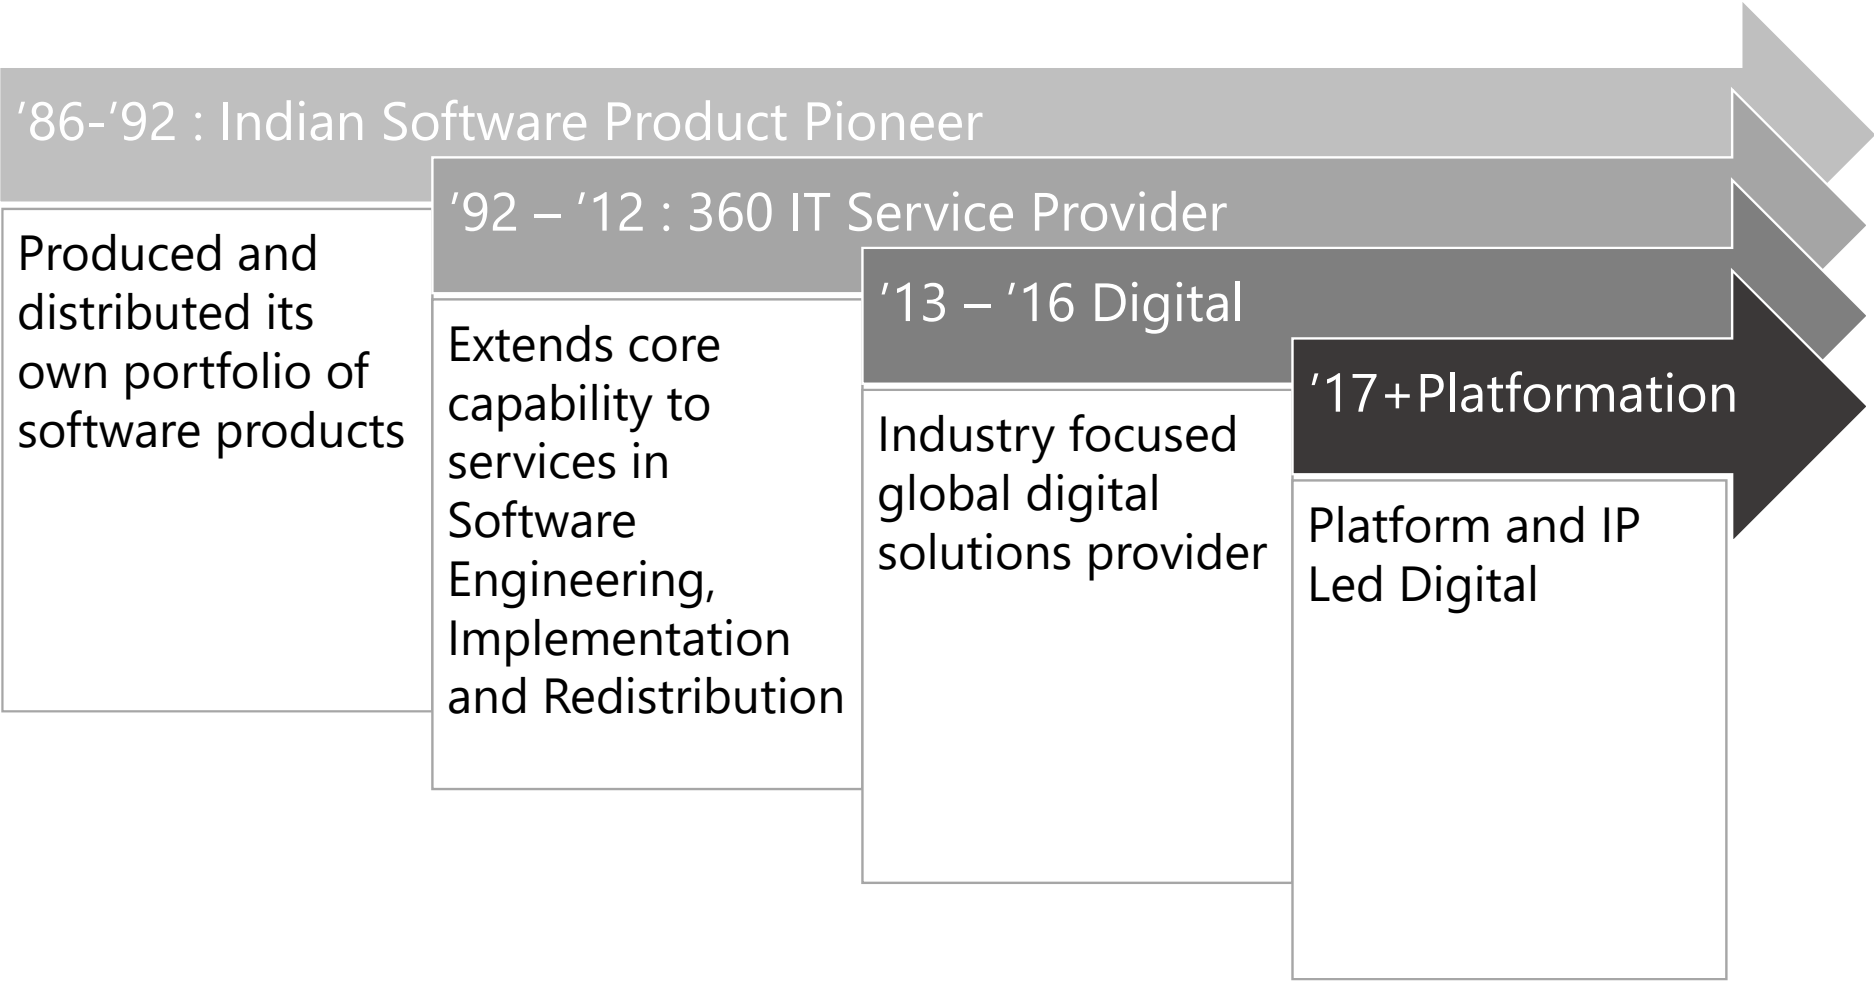 ’86-’92 : Indian Software Product Pioneer
Produced and
distributed its
own portfolio of
software products
’92 – ’12 : 360 IT Service Provider
Extends core
capability to
services in
Software
Engineering,
Implementation
and Redistribution
’13 – ’16 Digital
Industry focused
global digital
solutions provider
’17+Platformation
Platform and IP
Led Digital